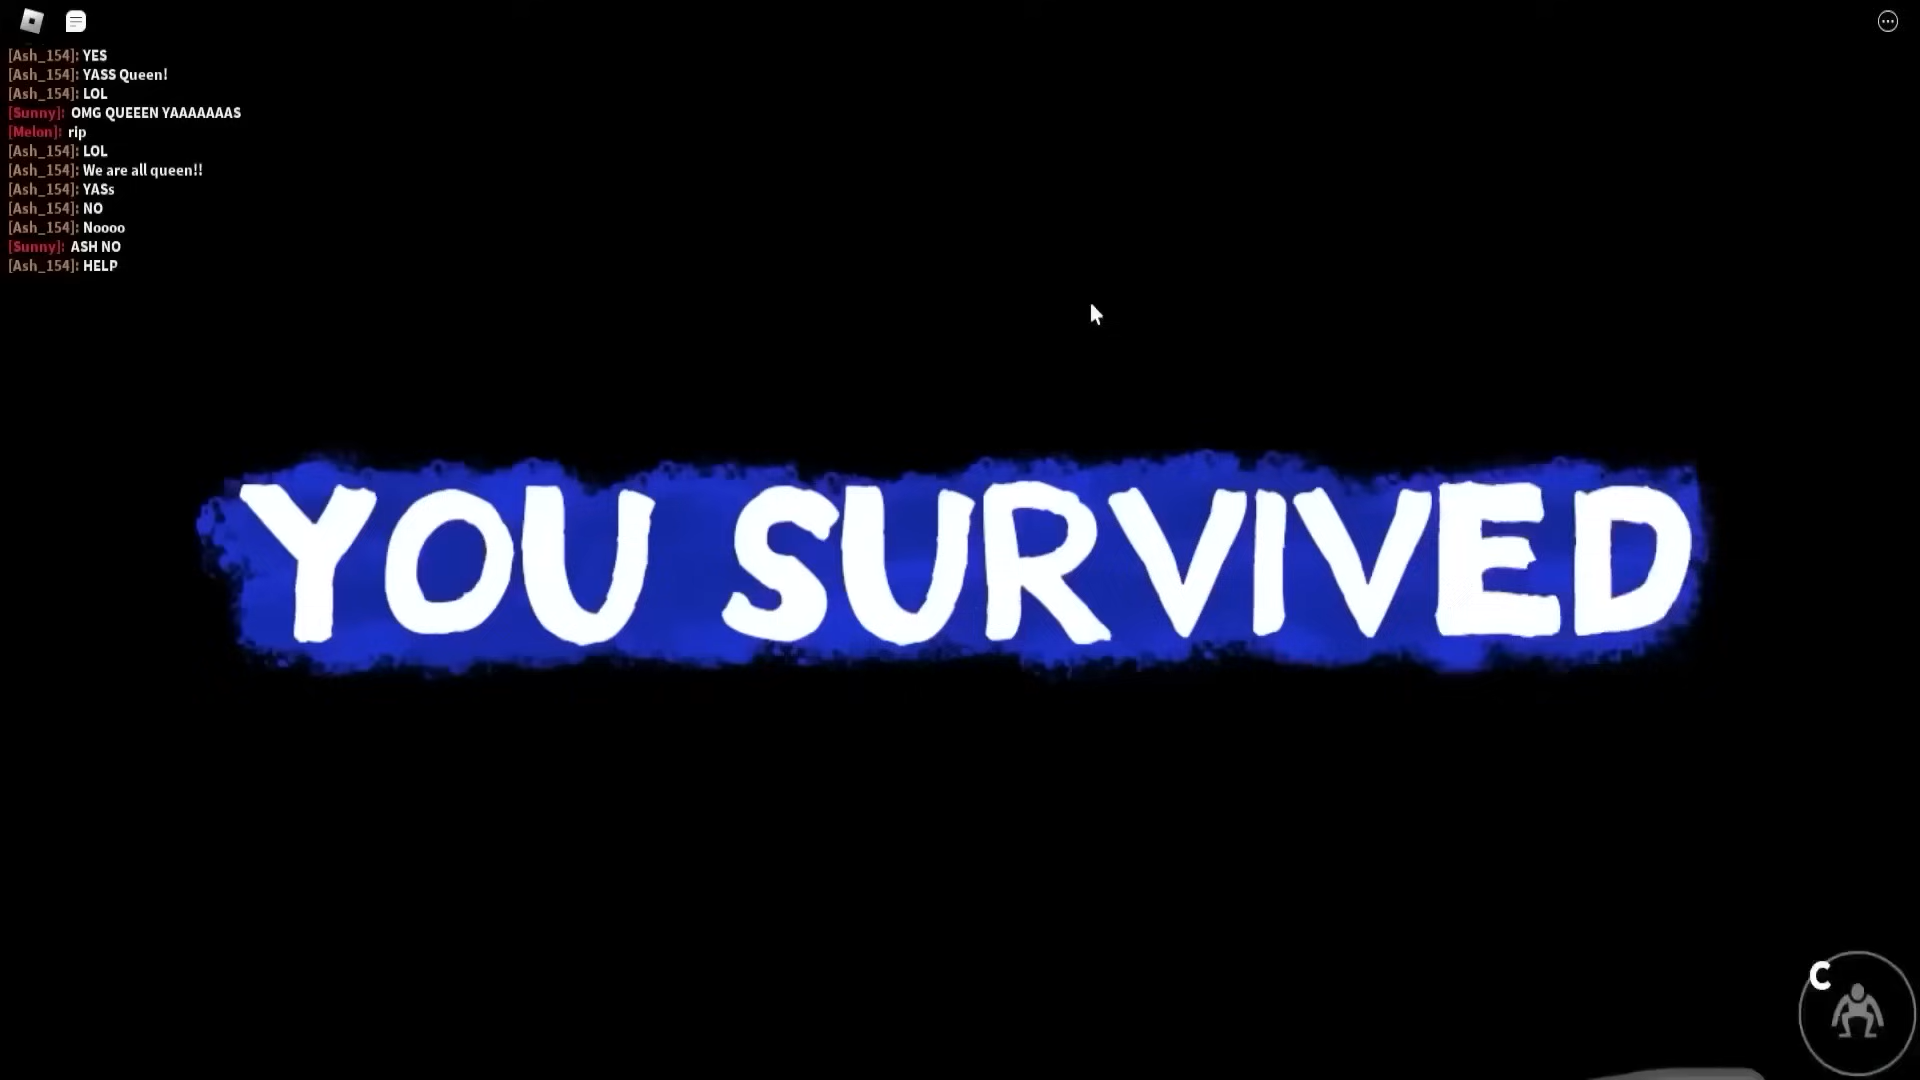 [Ash_154]: YES
[Ash_154]: YASS Queen!
[Ash_154]: LOL
[Sunny]: OMG QUEEEN YAAAAAAAS
[Melon]: rip
[Ash_154]: LOL
[Ash_154]: We are all queen!!
[Ash_154]: YASs
[Ash_154]: NO
[Ash_154]: Noooo
[Sunny]: ASH NO
[Ash_154]: HELP
YOU SURVIVED
C